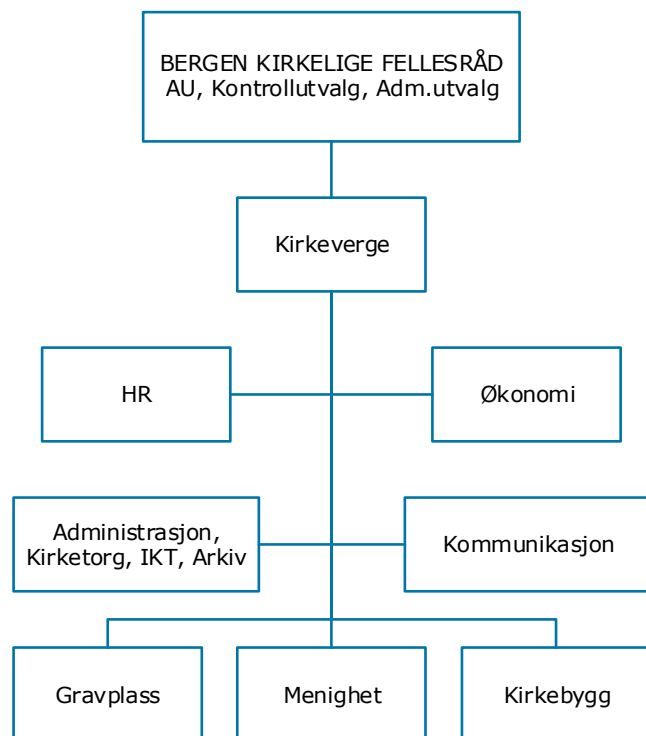 BERGEN KIRKELIGE FELLESRÅD
AU, Kontrollutvalg, Adm.utvalg
Kirkeverge
HR
Økonomi
Administrasjon,
Kirketorg, IKT, Arkiv
Kommunikasjon
Gravplass
Menighet
Kirkebygg